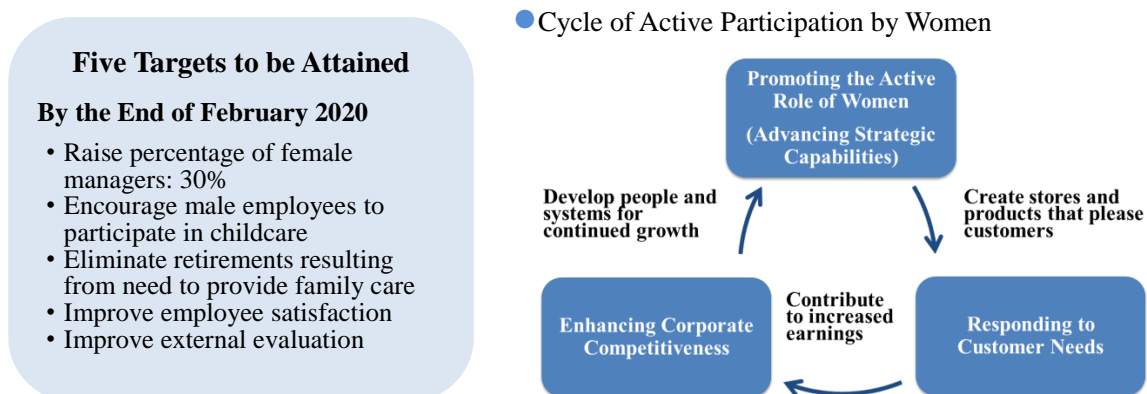 Five Targets to be Attained
By the End of February 2020
• Raise percentage of female
managers: 30%
• Encourage male employees to
participate in childcare
• Eliminate retirements resulting
from need to provide family care
• Improve employee satisfaction
• Improve external evaluation
Cycle of Active Participation by Women
Promoting the Active
Role of Women
(Advancing Strategic
Capabilities)
Develop people and
systems for
continued growth
Create stores and
products that please
customers
Enhancing Corporate
Competitiveness
Contribute
to increased
earnings
Responding to
Customer Needs